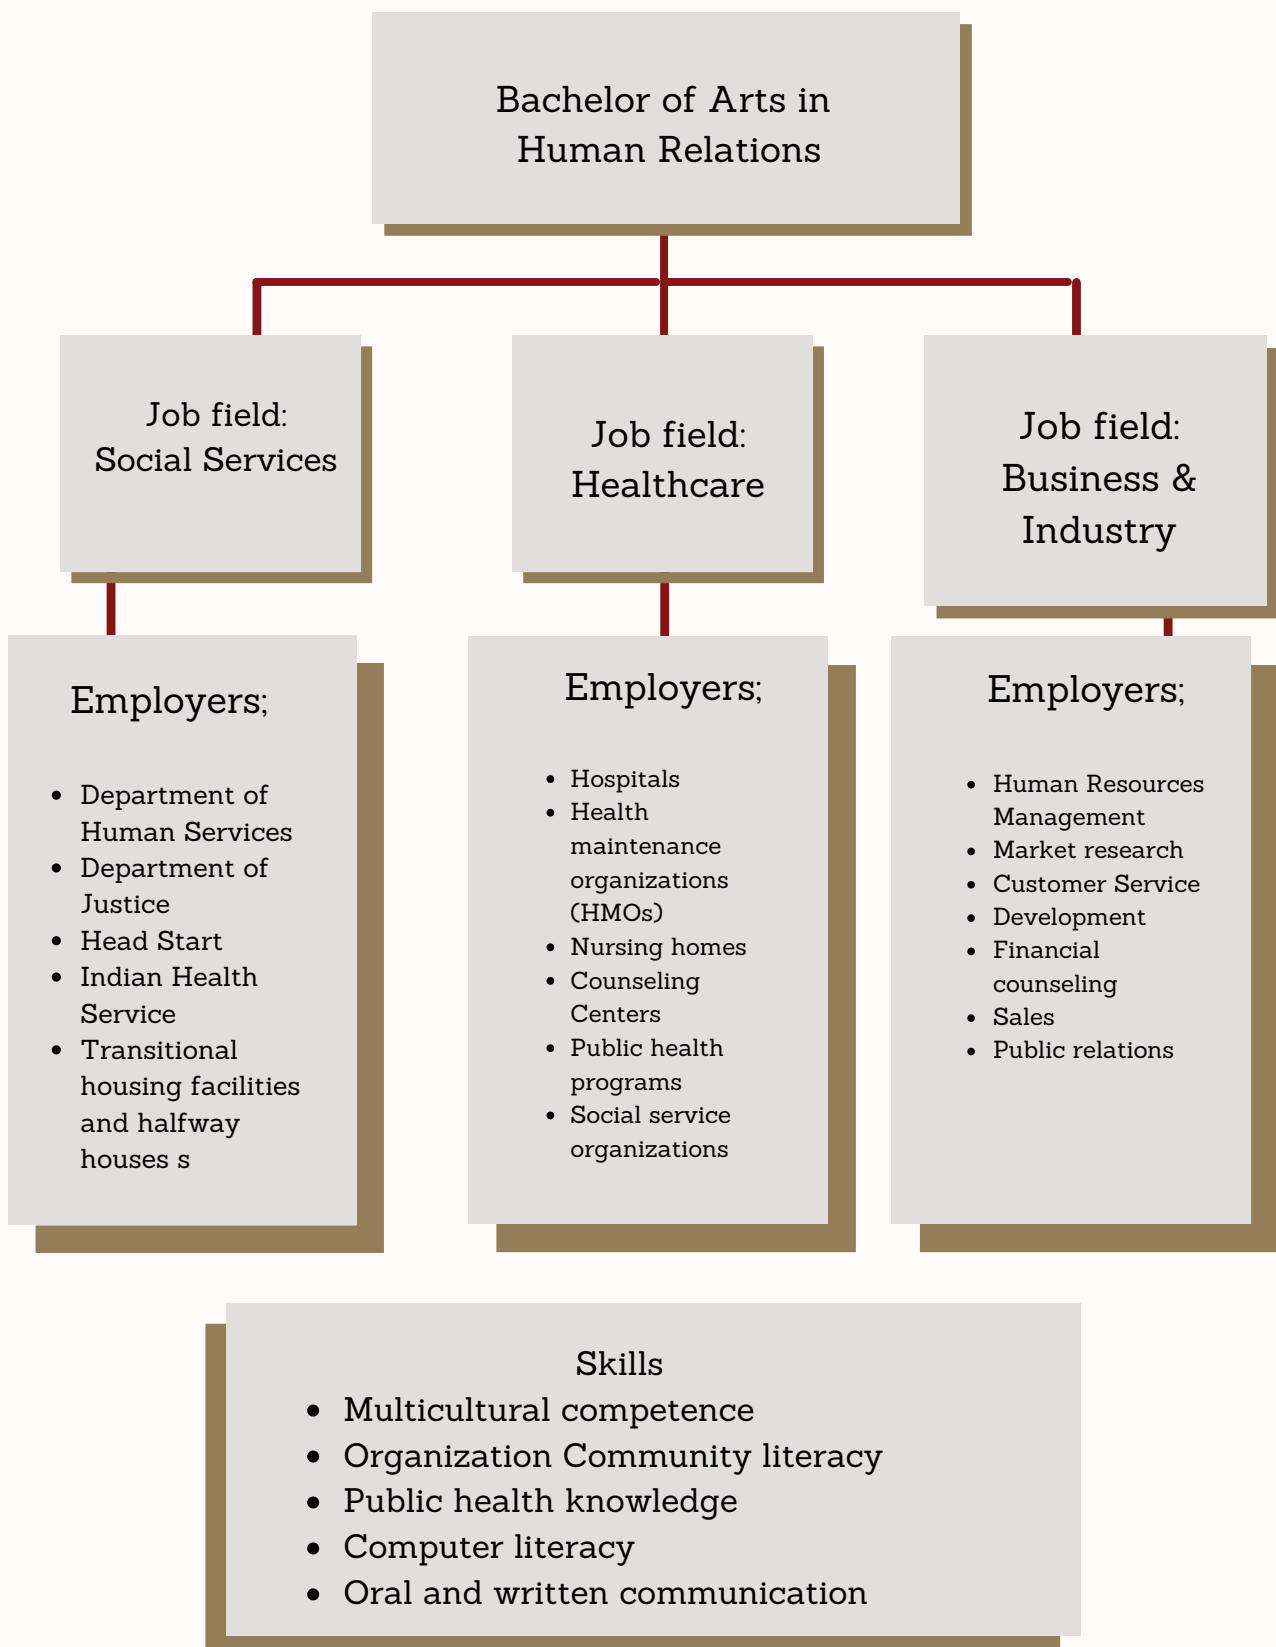 Bachelor of Arts in
Human Relations
Job field:
Social Services
Job field:
Healthcare
Job field:
Business &
Industry
Employers;
• Department of
Human Services
• Department of
Justice
• Head Start
• Indian Health
Service
• Transitional
housing facilities
and halfway
houses s
Employers;
• Hospitals
• Health
maintenance
organizations
(HMOs)
• Nursing homes
• Counseling
Centers
• Public health
programs
• Social service
organizations
Employers;
• Human Resources
Management
• Market research
• Customer Service
• Development
• Financial
counseling
• Sales
• Public relations
Skills
• Multicultural competence
• Organization Community literacy
• Public health knowledge
• Computer literacy
• Oral and written communication